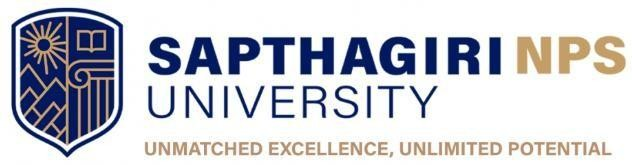 SAPTHAGIRI NPS
UNIVERSITY
UNMATCHED EXCELLENCE, UNLIMITED POTENTIAL